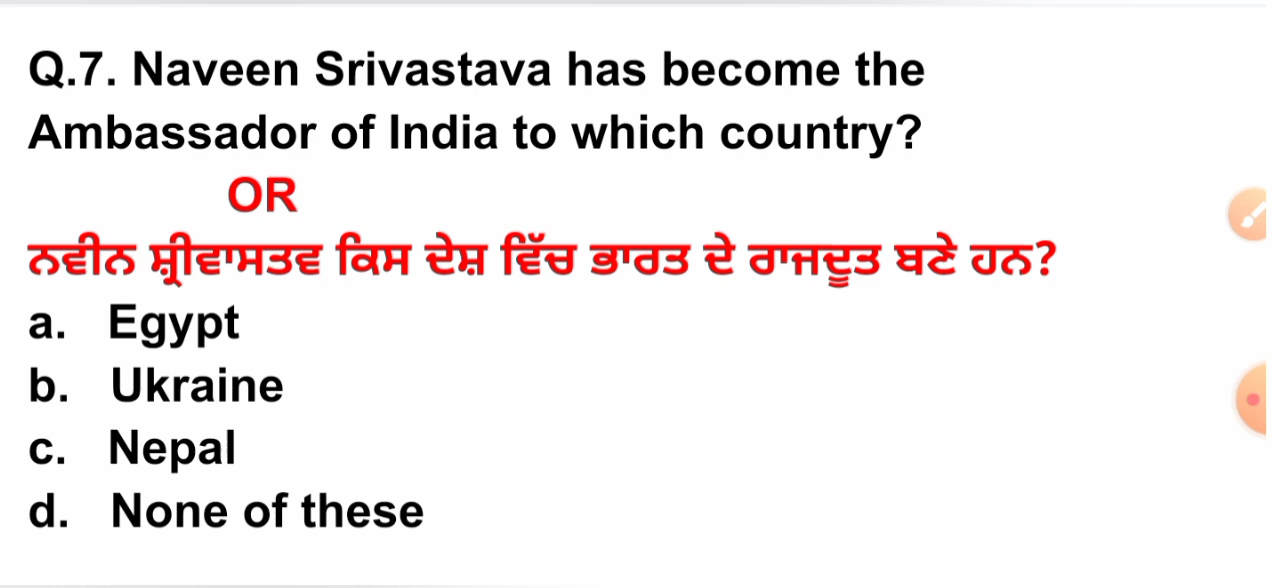 Q.7. Naveen Srivastava has become the
Ambassador of India to which country?
OR
ਨਵੀਨ ਸ਼੍ਰੀਵਾਸਤਵ ਕਿਸ ਦੇਸ਼ ਵਿੱਚ ਭਾਰਤ ਦੇ ਰਾਜਦੂਤ ਬਣੇ ਹਨ?
a. Egypt
b. Ukraine
c. Nepal
d. None of these